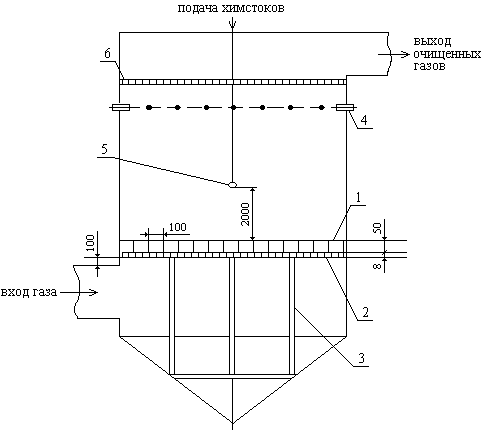 подача химстоков
выход
очищенных
газов
6
4
5
2000
1
100
50
100
8
вход газа
2
3